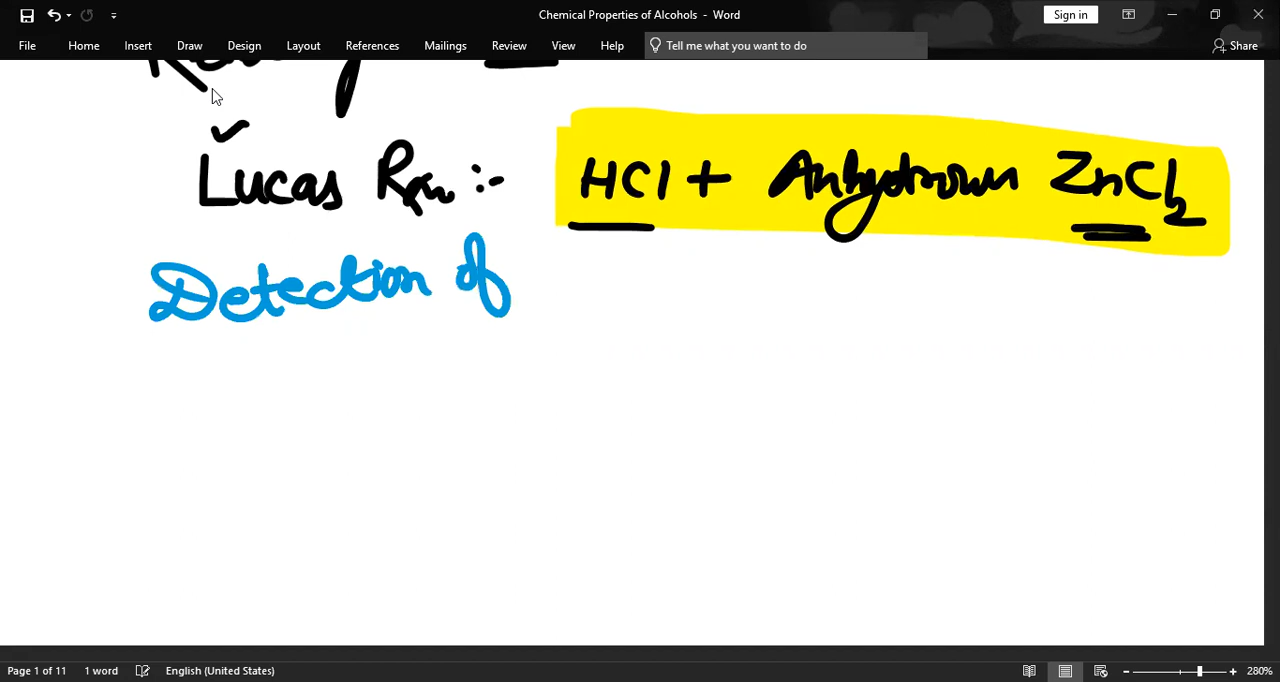 Chemical Properties of Alcohols - Word
Sign in
File Home Insert Draw Design Layout References Mailings Review View Help Tell me what you want to do Share
Lucas Rxn :- HCl + Anhydrous ZnCl2
Detection of
Page 1 of 11 1 word English (United States) 280%